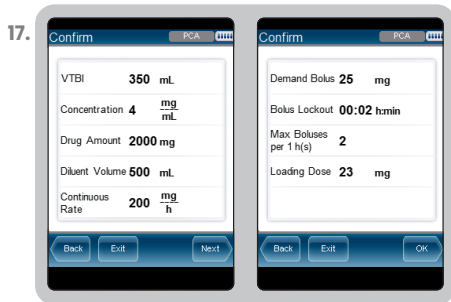 17.
Confirm PCA
VTBI 350 mL
Concentration 4 mg
mL
Drug Amount 2000 mg
Diluent Volume 500 mL
Continuous
Rate 200 mg
h
Back Exit Next
Confirm PCA
Demand Bolus 25 mg
Bolus Lockout 00:02 h:min
Max Boluses
per 1 h(s) 2
Loading Dose 23 mg
Back Exit OK